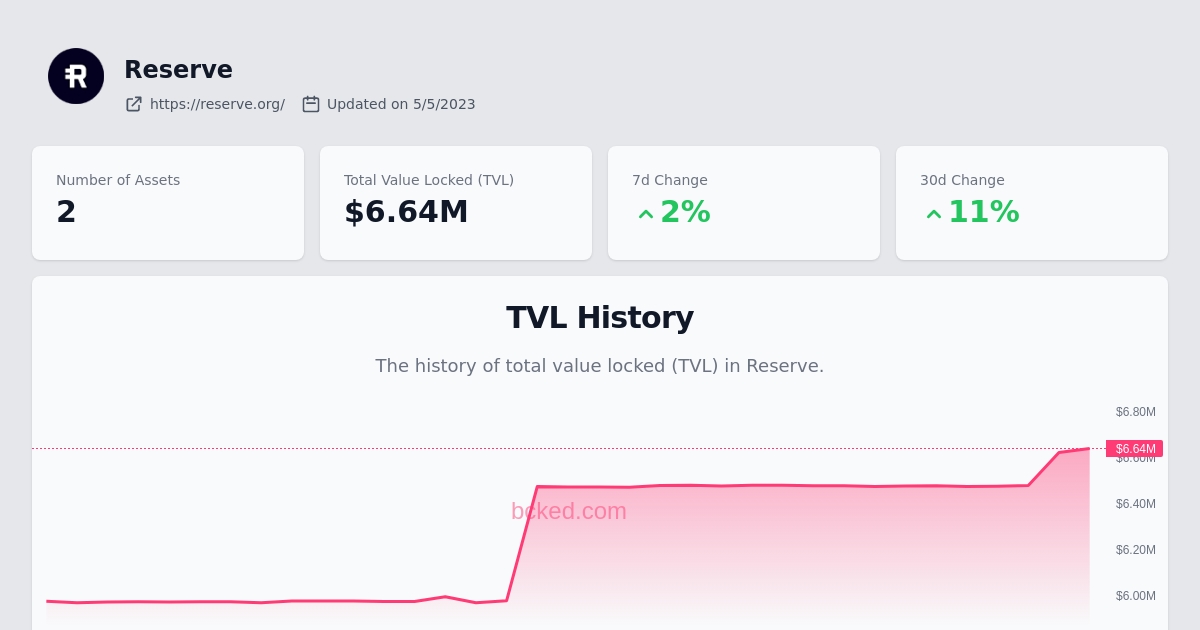 Reserve
https://reserve.org/ Updated on 5/5/2023
Number of Assets
2
Total Value Locked (TVL)
$6.64M
7d Change
2%
30d Change
11%
TVL History
The history of total value locked (TVL) in Reserve.
$6.80M
$6.64M
$6.60M
bcked.com
$6.40M
$6.20M
$6.00M